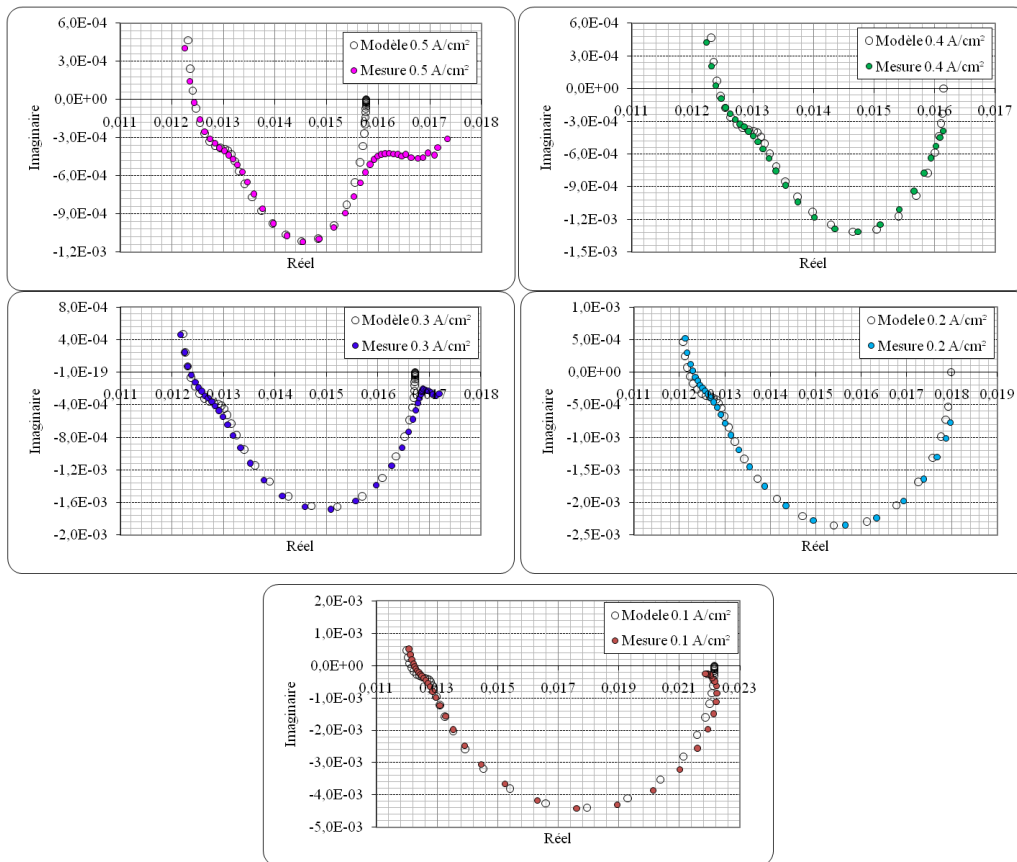 6,0E-04
3,0E-04
0,0E+00
-3,0E-04
-6,0E-04
-9,0E-04
-1,2E-03
0,011 0,012 0,013 0,014 0,015 0,016 0,017 0,018
Imaginaire
Réel
Modèle 0.5 A/cm²
Mesure 0.5 A/cm²
6,0E-04
3,0E-04
0,0E+00
-3,0E-04
-6,0E-04
-9,0E-04
-1,2E-03
-1,5E-03
0,011 0,012 0,013 0,014 0,015 0,016 0,017
Imaginaire
Réel
Modèle 0.4 A/cm²
Mesure 0.4 A/cm²
8,0E-04
4,0E-04
-1,0E-19
-4,0E-04
-8,0E-04
-1,2E-03
-1,6E-03
-2,0E-03
0,011 0,012 0,013 0,014 0,015 0,016 0,017 0,018
Imaginaire
Réel
Modèle 0.3 A/cm²
Mesure 0.3 A/cm²
1,0E-03
5,0E-04
0,0E+00
-5,0E-04
-1,0E-03
-1,5E-03
-2,0E-03
-2,5E-03
0,011 0,012 0,013 0,014 0,015 0,016 0,017 0,018 0,019
Imaginaire
Réel
Modele 0.2 A/cm²
Mesure 0.2 A/cm²
2,0E-03
1,0E-03
0,0E+00
-1,0E-03
-2,0E-03
-3,0E-03
-4,0E-03
-5,0E-03
0,011 0,013 0,015 0,017 0,019 0,021 0,023
Imaginaire
Réel
Modele 0.1 A/cm²
Mesure 0.1 A/cm²